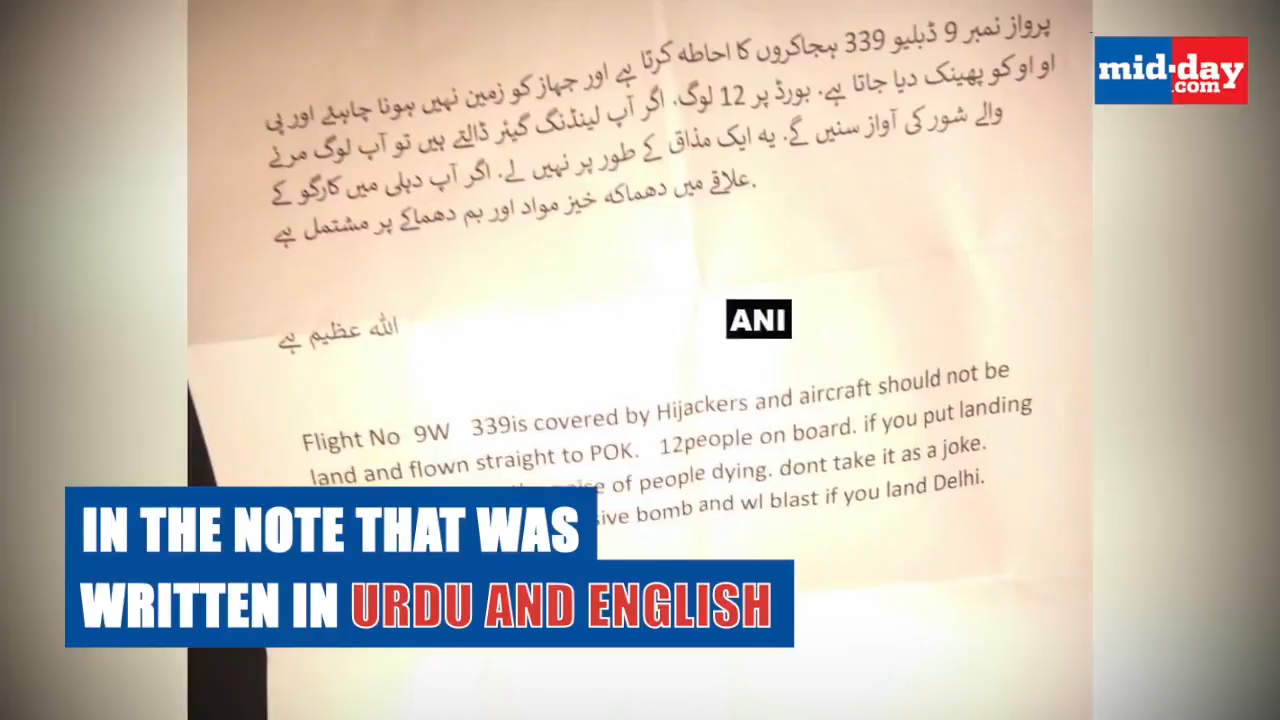 پرواز نمبر 9 ڈبلیو 339 ہجاکروں کا احاطہ کرتا ہے اور جہاز کو زمین نہیں ہونا چاہئے اور پی
او او کو پھینک دیا جاتا ہے. بورڈ پر 12 لوگ. اگر آپ لینڈنگ گیئر ڈالتے ہیں تو آپ لوگ مرنے
والے شور کی آواز سنیں گے. یہ ایک مذاق کے طور پر نہیں لے. اگر آپ دہلی میں کارگو کے
علاقے میں دھماکہ خیز مواد اور بم دھماکے پر مشتمل ہے.
الله عظیم ہے
mid-day
.com
ANI
Flight No 9W 339is covered by Hijackers and aircraft should not be
land and flown straight to POK. 12people on board. if you put landing
of people dying. dont take it as a joke.
bomb and wl blast if you land Delhi.
IN THE NOTE THAT WAS
WRITTEN IN URDU AND ENGLISH